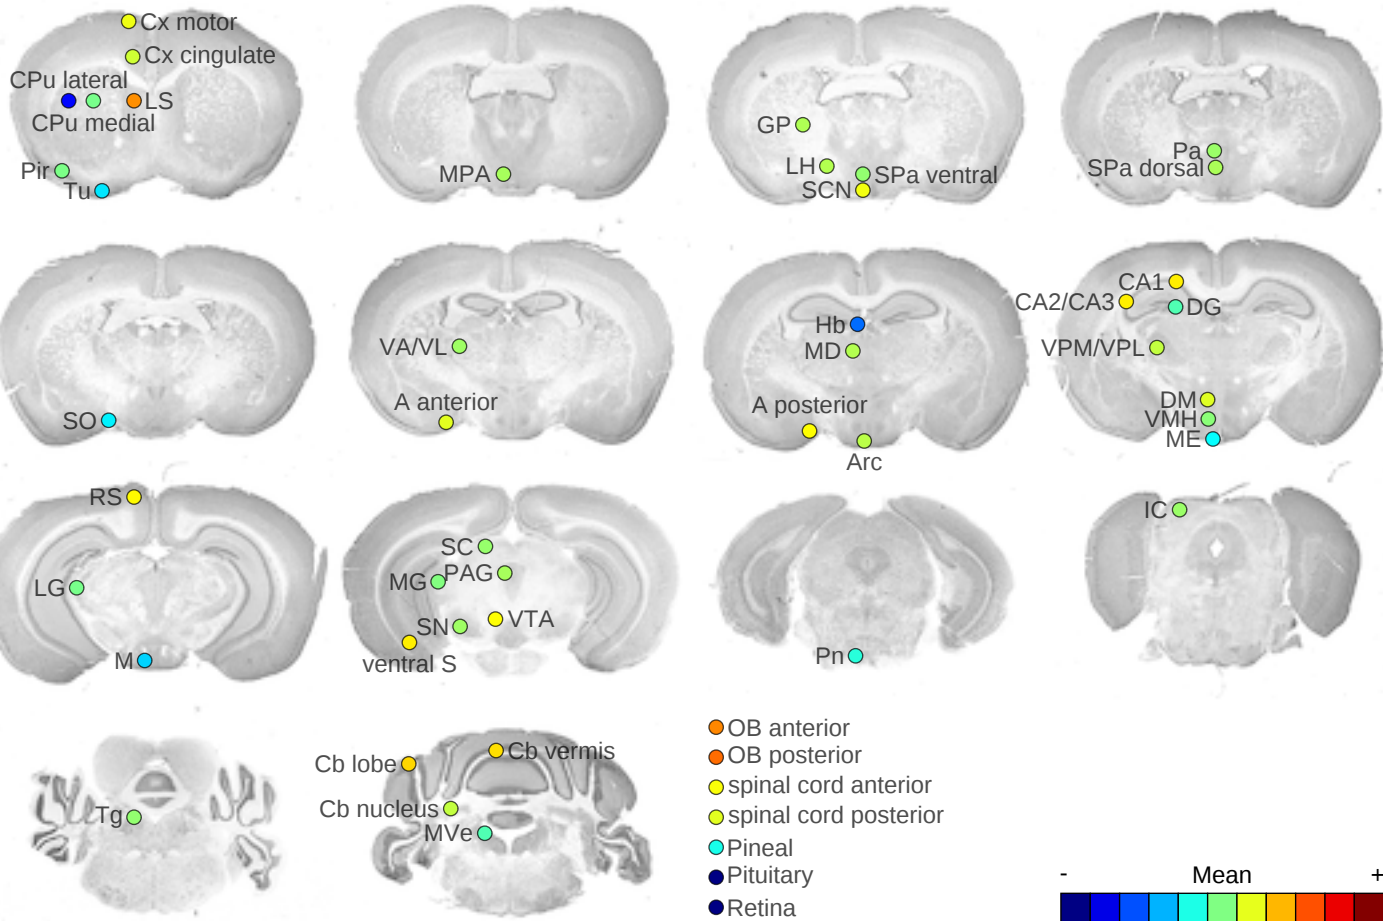 Cx motor
Cx cingulate
CPu lateral
LS
CPu medial
Pir
Tu
MPA
GP
LH
SPa ventral
SCN
Pa
SPa dorsal
SO
VA/VL
A anterior
Hb
MD
A posterior
Arc
CA1
CA2/CA3
DG
VPM/VPL
DM
VMH
ME
RS
LG
M
SC
MG
PAG
SN
VTA
ventral S
Pn
IC
Tg
Cb lobe
Cb vermis
Cb nucleus
MVe
OB anterior
OB posterior
spinal cord anterior
spinal cord posterior
Pineal
Pituitary
Retina
- Mean +